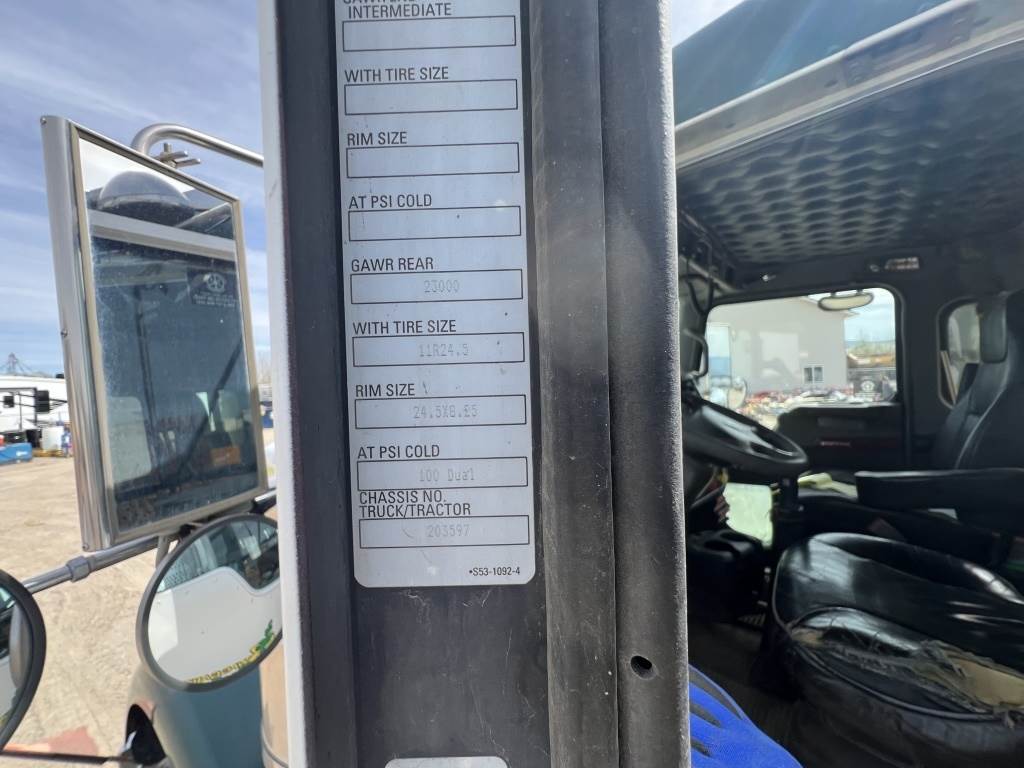 INTERMEDIATE
WITH TIRE SIZE
RIM SIZE
AT PSI COLD
GAWR REAR
23000
WITH TIRE SIZE
11R24.5
RIM SIZE
24.5X8.25
AT PSI COLD
100 Dual
CHASSIS NO.
TRUCK/TRACTOR
203597
*S53-1092-4